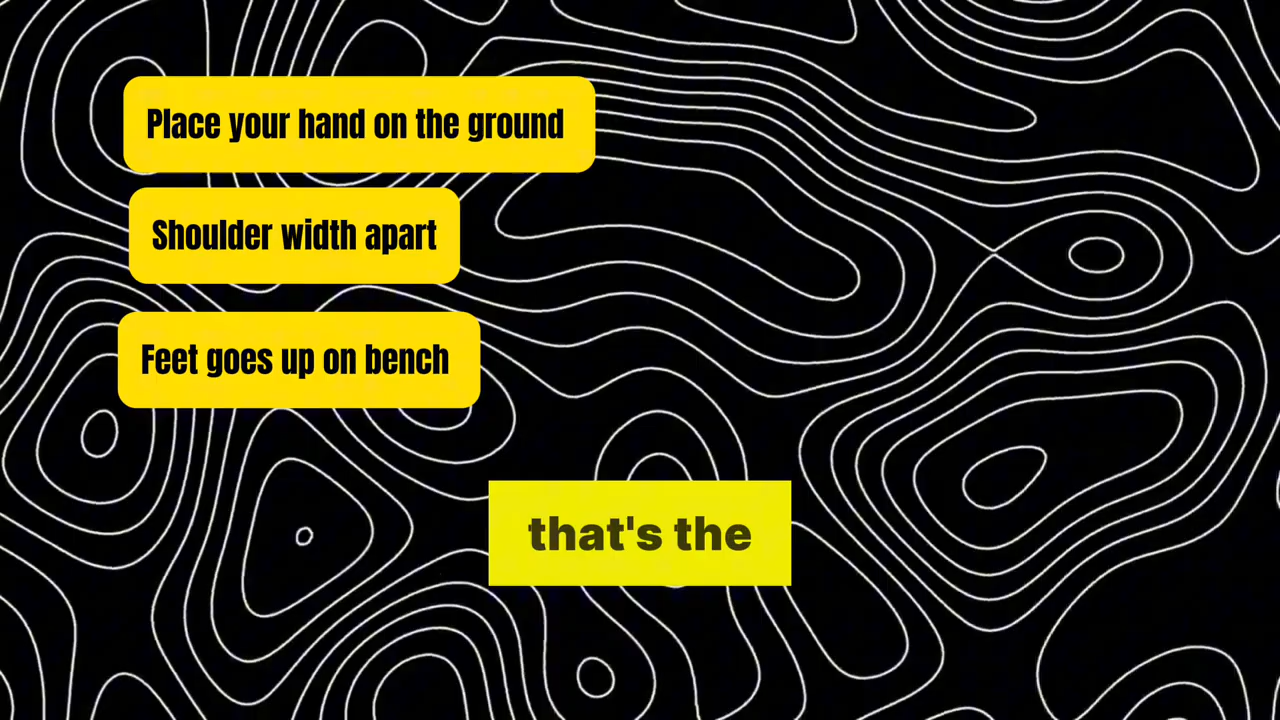 Place your hand on the ground
Shoulder width apart
Feet goes up on bench
that's the